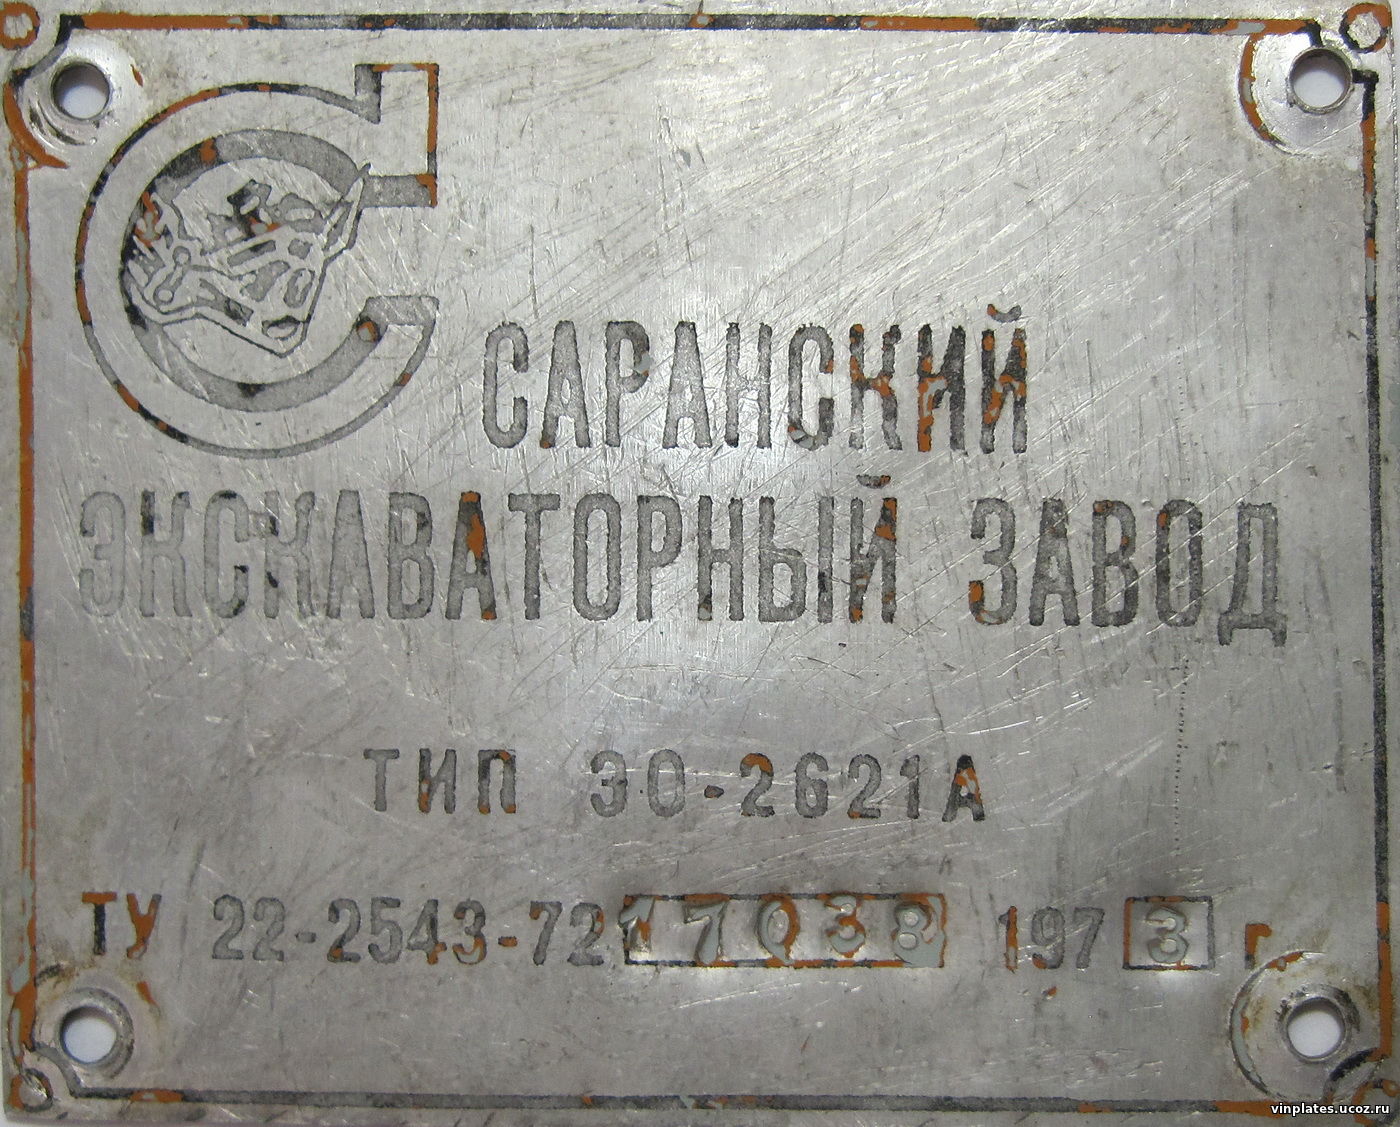 САРАНСКИЙ
ЭКСКАВАТОРНЫЙ ЗАВОД
ТИП ЭО-2621А
ТУ 22-2543-72 17038 1973 г
vinplates.ucoz.ru